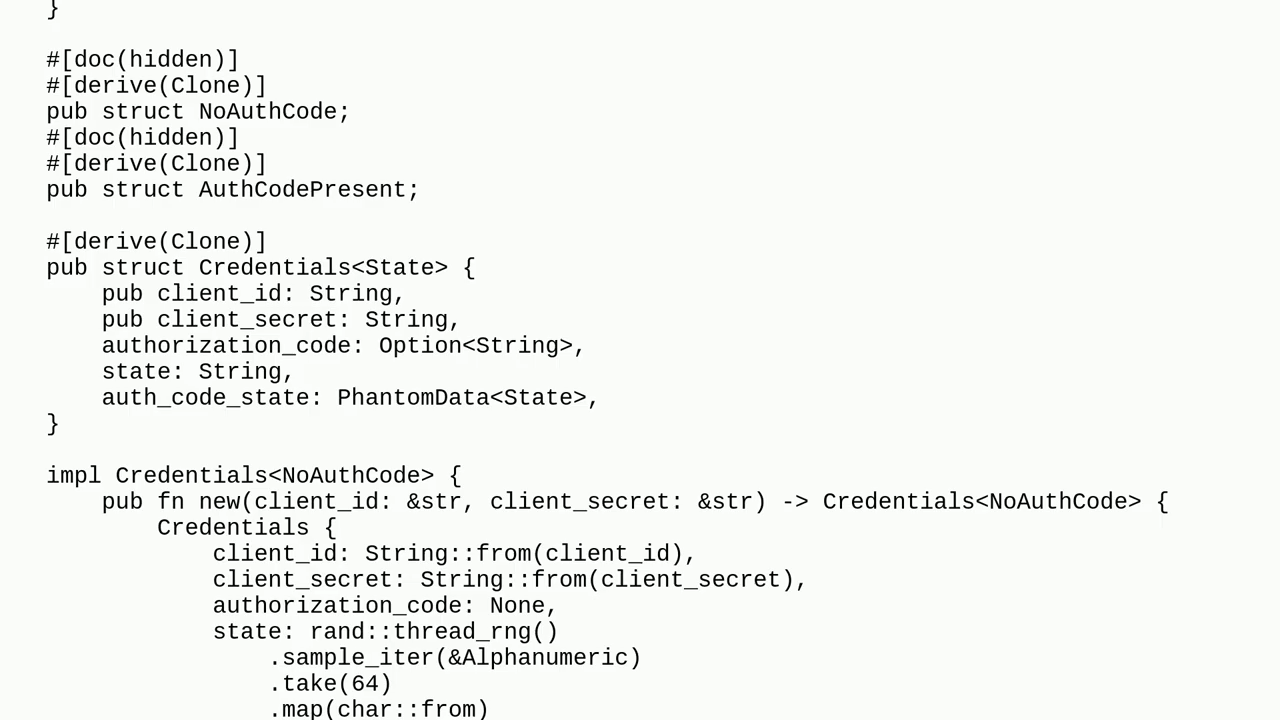 }

#[doc(hidden)]
#[derive(Clone)]
pub struct NoAuthCode;
#[doc(hidden)]
#[derive(Clone)]
pub struct AuthCodePresent;

#[derive(Clone)]
pub struct Credentials<State> {
    pub client_id: String,
    pub client_secret: String,
    authorization_code: Option<String>,
    state: String,
    auth_code_state: PhantomData<State>,
}

impl Credentials<NoAuthCode> {
    pub fn new(client_id: &str, client_secret: &str) -> Credentials<NoAuthCode> {
        Credentials {
            client_id: String::from(client_id),
            client_secret: String::from(client_secret),
            authorization_code: None,
            state: rand::thread_rng()
                .sample_iter(&Alphanumeric)
                .take(64)
                .map(char::from)